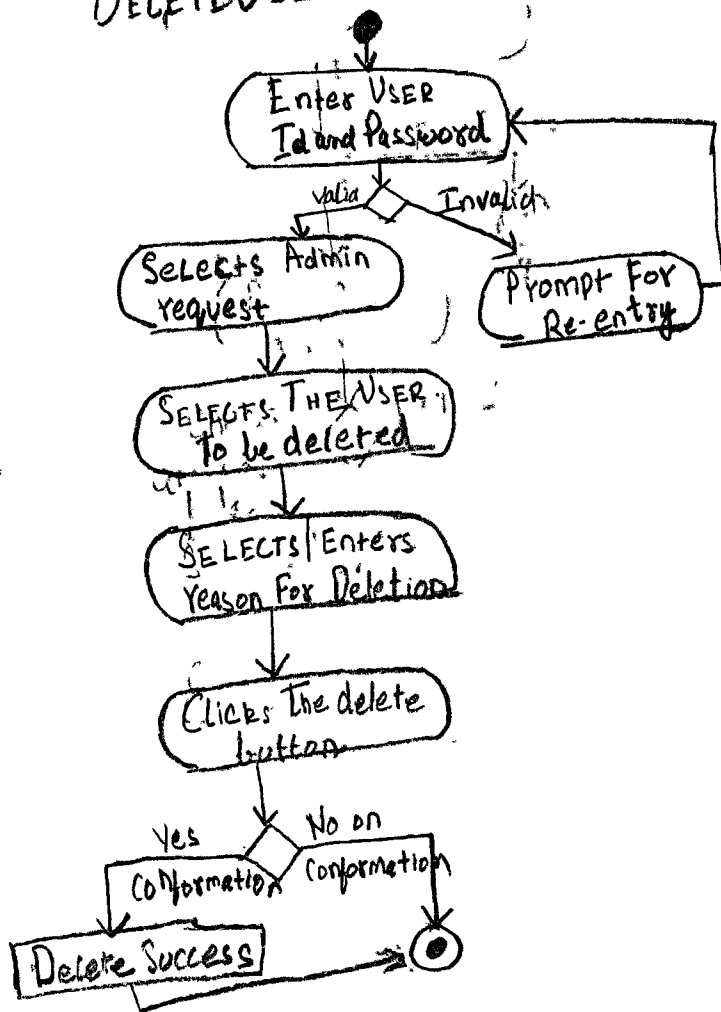 Enter USER
Id and Password
Valid
Invalid
Selects Admin
request
Prompt For
Re-entry
SELECTS THE USER
To be deleted
SELECTS/Enters
reason For Deletion
Clicks The delete
button
Yes
Conformation
No on
Conformation
Delete Success